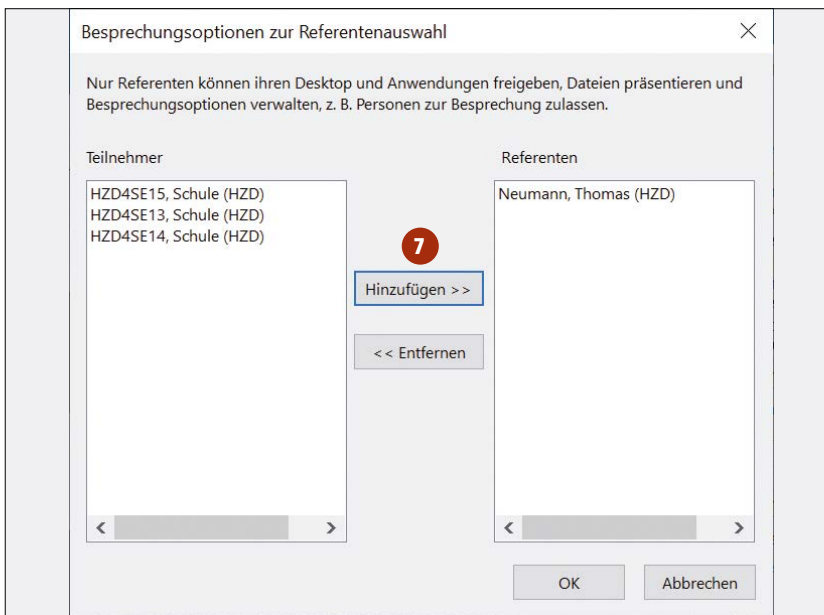 Besprechungsoptionen zur Referentenauswahl
Nur Referenten können ihren Desktop und Anwendungen freigeben, Dateien präsentieren und
Besprechungsoptionen verwalten, z. B. Personen zur Besprechung zulassen.
Teilnehmer
HZD4SE15, Schule (HZD)
HZD4SE13, Schule (HZD)
HZD4SE14, Schule (HZD)
7
Hinzufügen >>
<< Entfernen
Referenten
Neumann, Thomas (HZD)
OK
Abbrechen